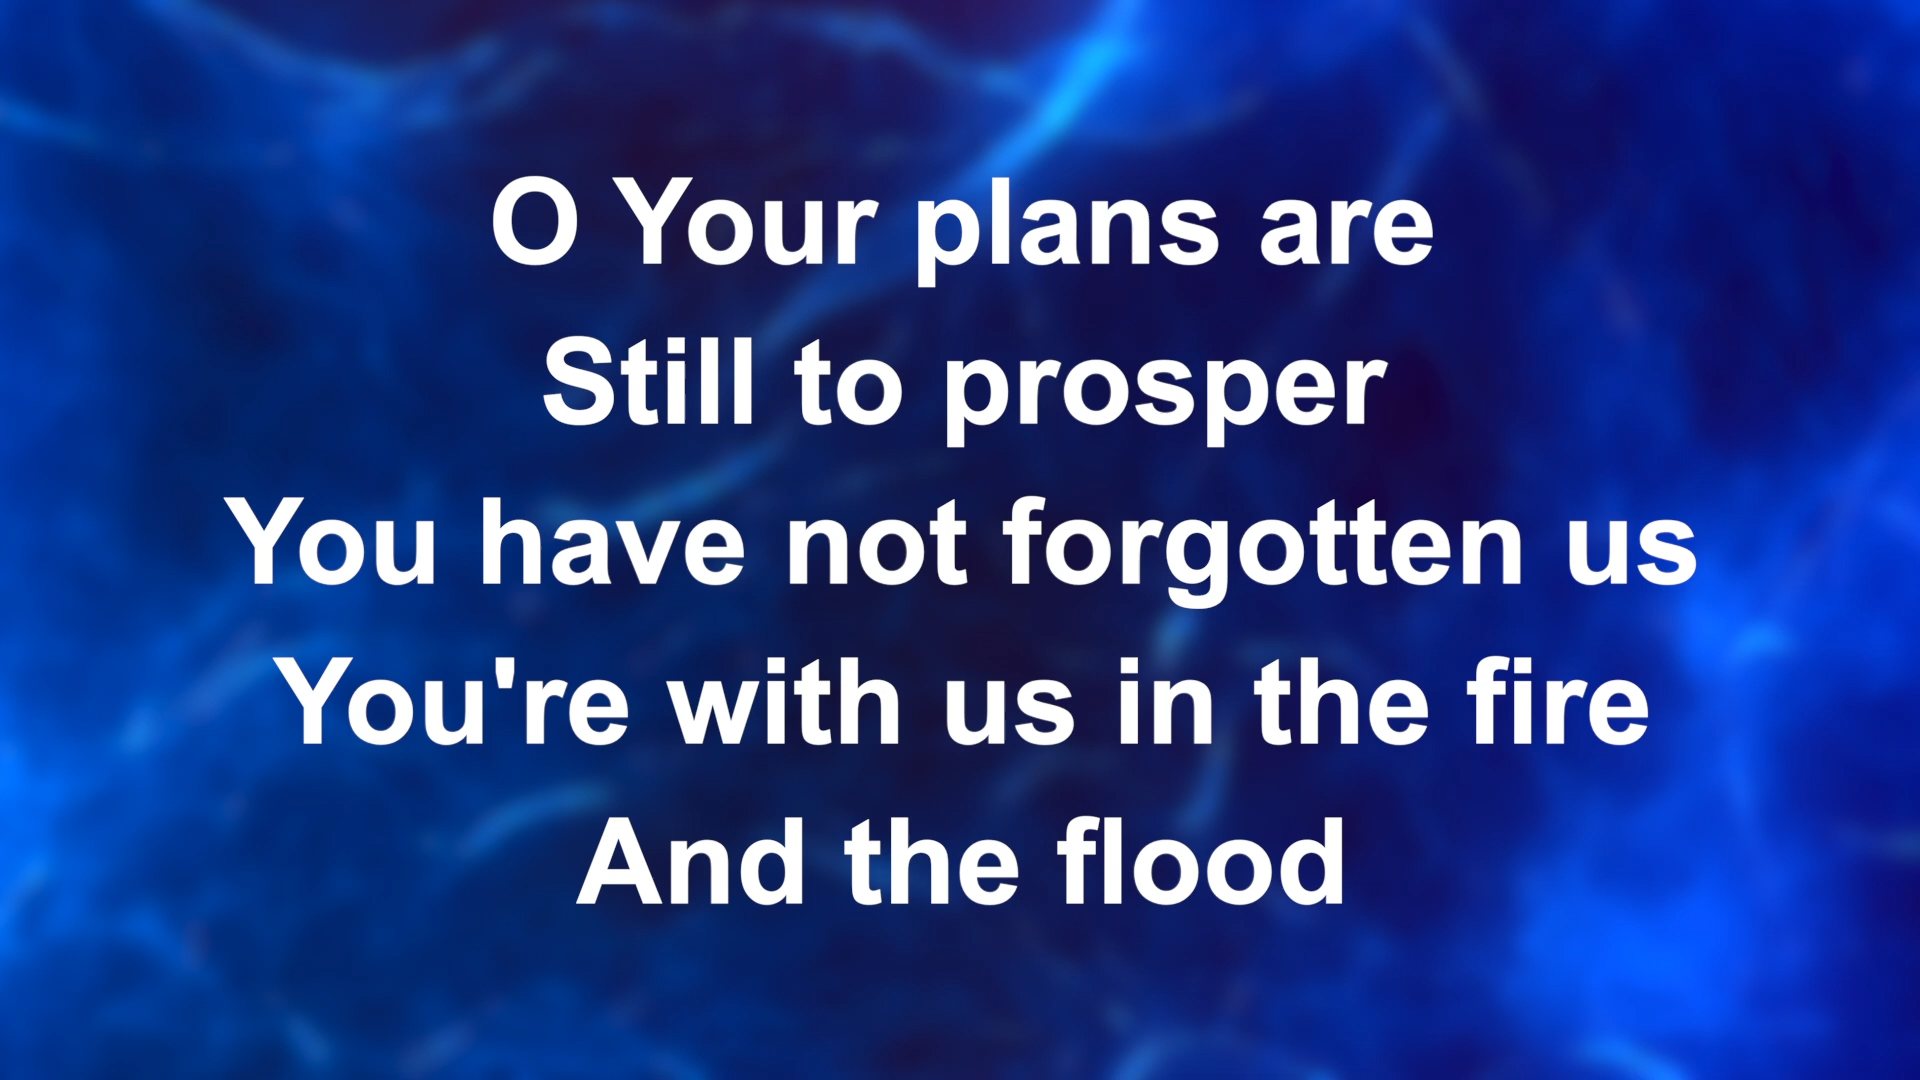 O Your plans are
Still to prosper
You have not forgotten us
You're with us in the fire
And the flood